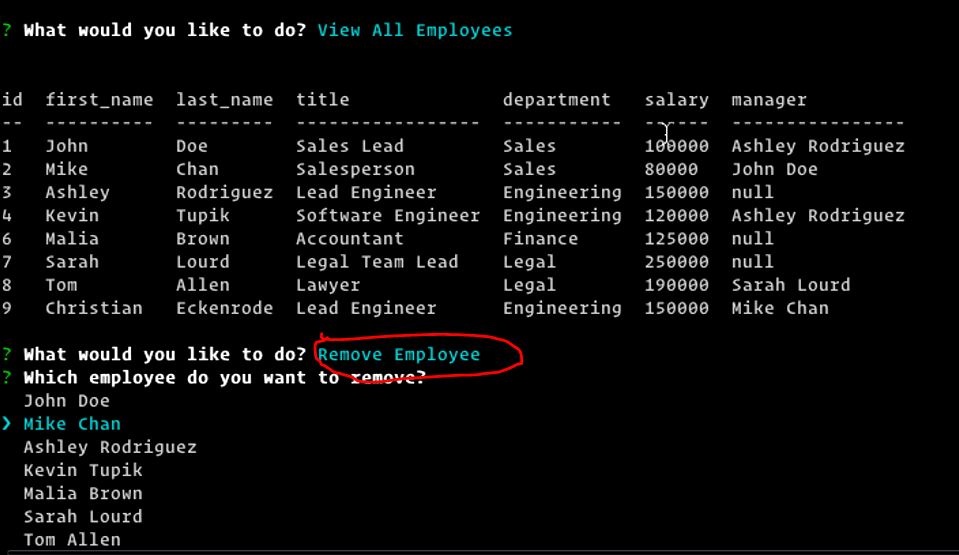 ? What would you like to do? View All Employees
id first_name last_name title department salary manager
-- ---------- --------- ----------------- ----------- ------ ----------------
1 John Doe Sales Lead Sales 100000 Ashley Rodriguez
2 Mike Chan Salesperson Sales 80000 John Doe
3 Ashley Rodriguez Lead Engineer Engineering 150000 null
4 Kevin Tupik Software Engineer Engineering 120000 Ashley Rodriguez
6 Malia Brown Accountant Finance 125000 null
7 Sarah Lourd Legal Team Lead Legal 250000 null
8 Tom Allen Lawyer Legal 190000 Sarah Lourd
9 Christian Eckenrode Lead Engineer Engineering 150000 Mike Chan
? What would you like to do? Remove Employee
? Which employee do you want to remove?
John Doe
❯ Mike Chan
Ashley Rodriguez
Kevin Tupik
Malia Brown
Sarah Lourd
Tom Allen